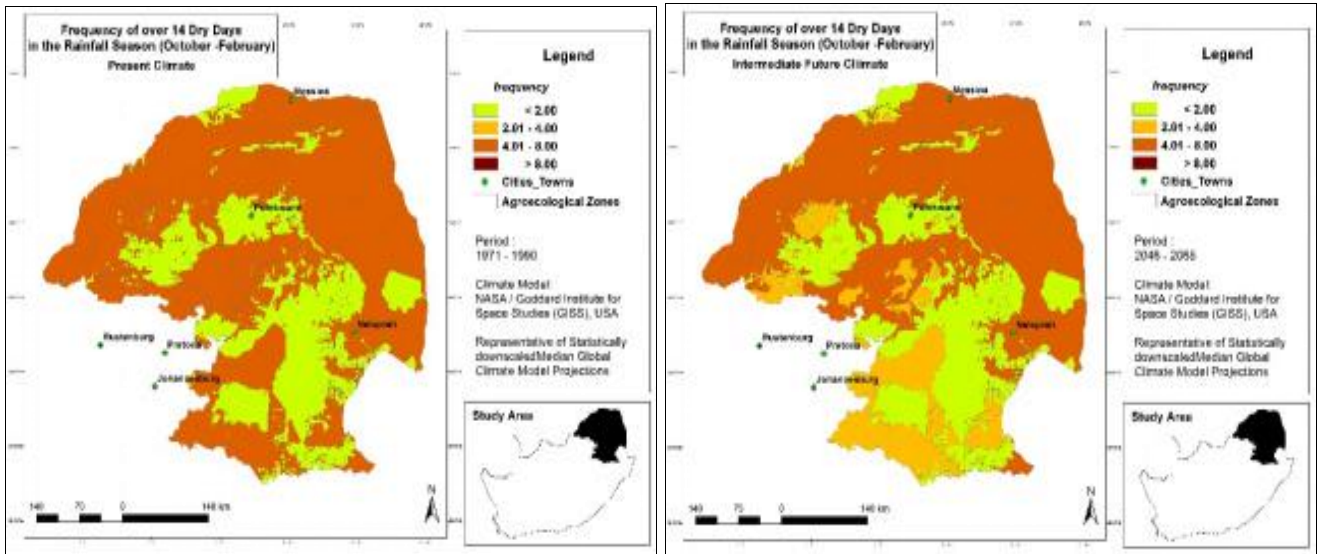 Frequency of over 14 Dry Days
in the Rainfall Season (October -February)
Present Climate
Legend
frequency
< 2.00
2.01 - 4.00
4.01 - 8.00
> 8.00
Cities_Towns
Agroecological Zones
Period :
1971 - 1990
Climate Model:
NASA / Goddard Institute for
Space Studies (GISS), USA
Representative of Statistically
downscaledMedian Global
Climate Model Projections
Messina
Polokwane
Nelspruit
Rustenburg
Pretoria
Johannesburg
Study Area
N
140 70 0 140 km
Frequency of over 14 Dry Days
in the Rainfall Season (October -February)
Intermediate Future Climate
Legend
frequency
< 2.00
2.01 - 4.00
4.01 - 8.00
> 8.00
Cities_Towns
Agroecological Zones
Period :
2046 - 2065
Climate Model:
NASA / Goddard Institute for
Space Studies (GISS), USA
Representative of Statistically
downscaledMedian Global
Climate Model Projections
Messina
Polokwane
Nelspruit
Rustenburg
Pretoria
Johannesburg
Study Area
N
140 70 0 140 km